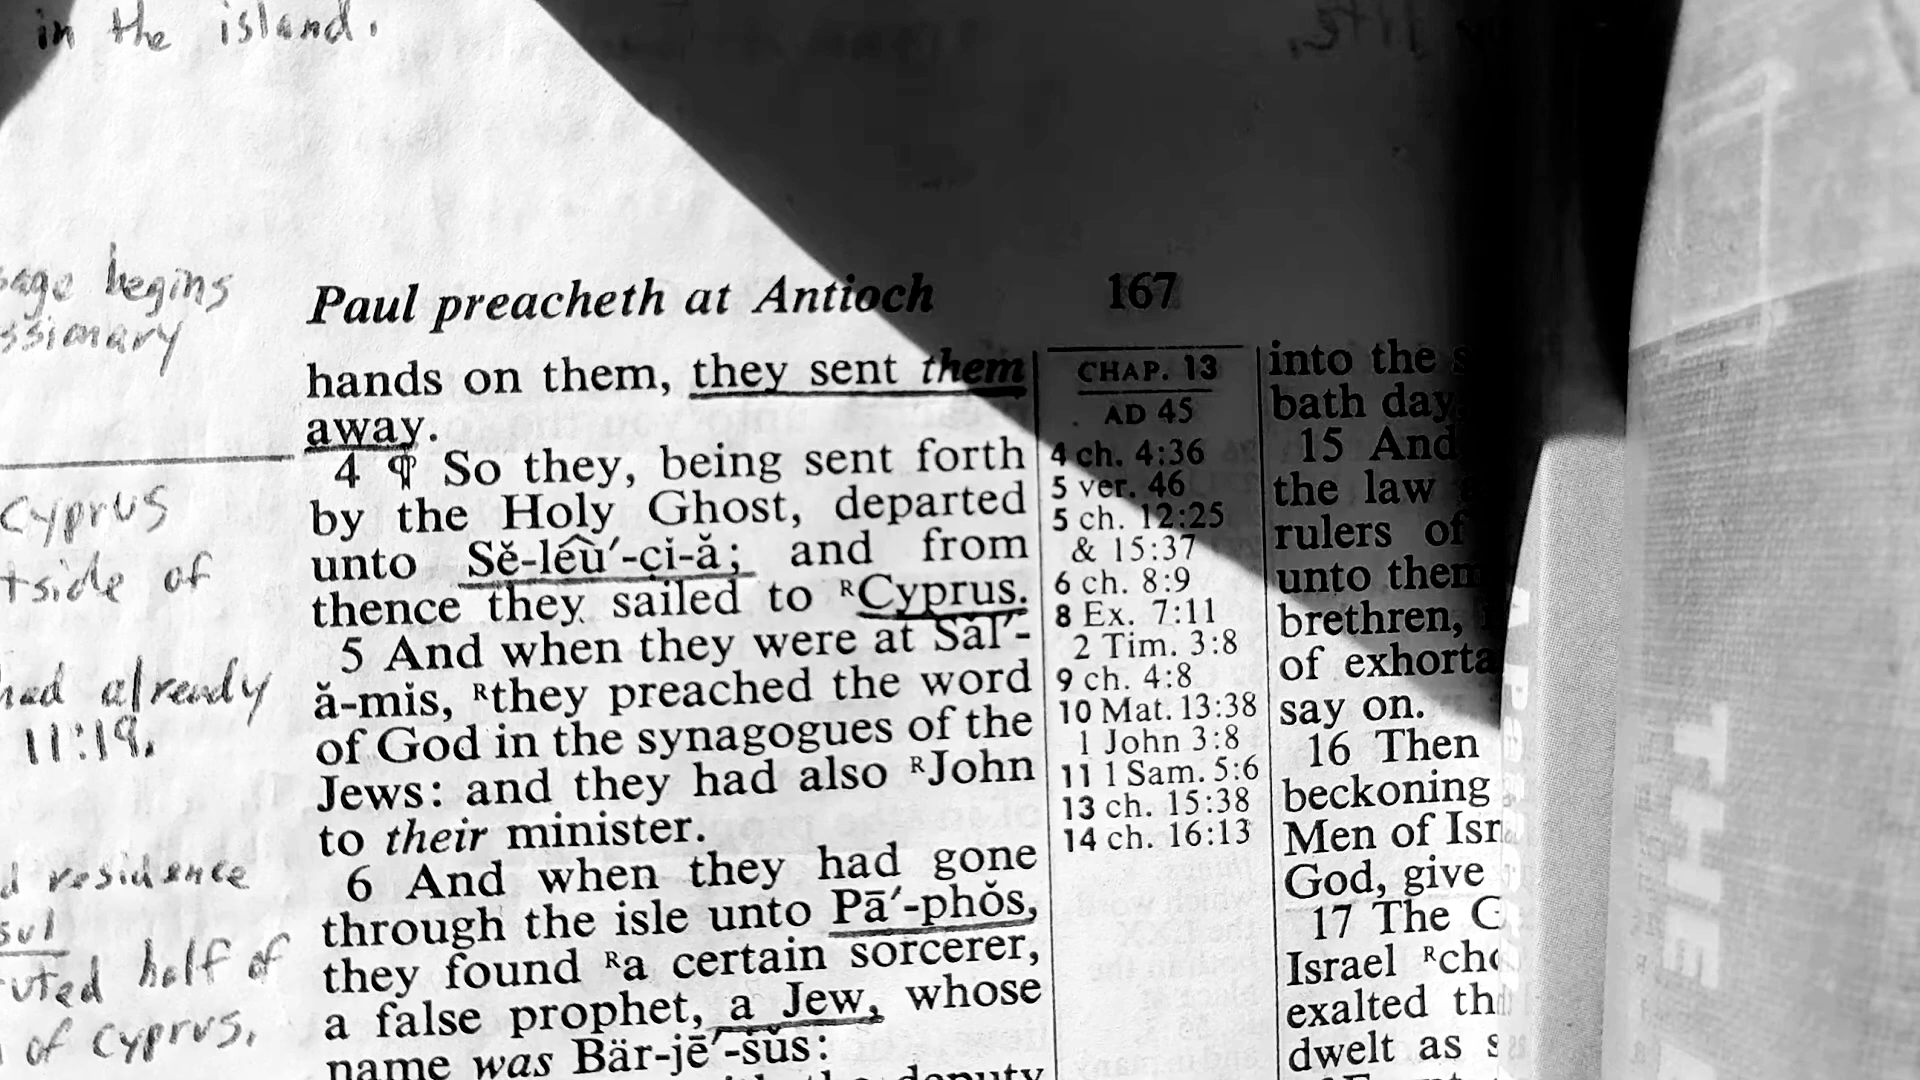 in the island.
begins
Cyprus
of
had already
11:19.
residence
half of
of Cyprus.
Paul preacheth at Antioch 167
hands on them, they sent them
away.
4 ¶ So they, being sent forth
by the Holy Ghost, departed
unto Sĕ-leû′-çi-ă; and from
thence they sailed to ᴿCyprus.
5 And when they were at Săl′-
ă-mis, ᴿthey preached the word
of God in the synagogues of the
Jews: and they had also ᴿJohn
to their minister.
6 And when they had gone
through the isle unto Pā′-phŏs,
they found ᴿa certain sorcerer,
a false prophet, a Jew, whose
name was Bär-jē′-sŭs:
deputy
CHAP. 13
AD 45
4 ch. 4:36
5 ver. 46
5 ch. 12:25
& 15:37
6 ch. 8:9
8 Ex. 7:11
2 Tim. 3:8
9 ch. 4:8
10 Mat. 13:38
1 John 3:8
11 1 Sam. 5:6
13 ch. 15:38
14 ch. 16:13
into the
bath day
15 And
the law
rulers of
unto them
brethren,
of exhorta
say on.
16 Then
beckoning
Men of Isr
God, give
17 The
Israel ᴿcho
exalted th
dwelt as s
THE